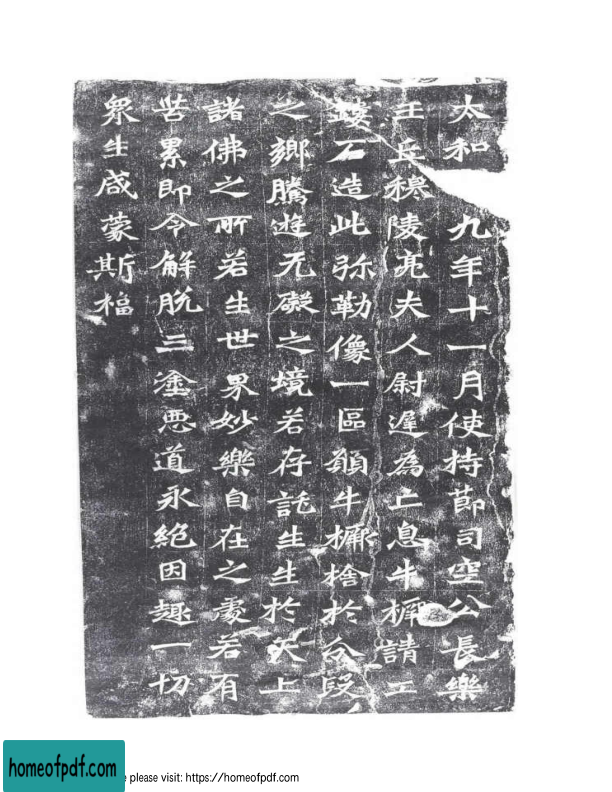 太和九年十一月使持節司空公長樂
王丘穆陵亮夫人尉遲為亡息牛橛請工
鏤石造此弥勒像一區願牛橛捨於分段
之鄉騰遊无礙之境若存託生生於天上
諸佛之所若生世界妙樂自在之處若有
苦累即令解脫三塗惡道永絕因趣一切
眾生咸蒙斯福
homeofpdf.com
please visit: https://homeofpdf.com